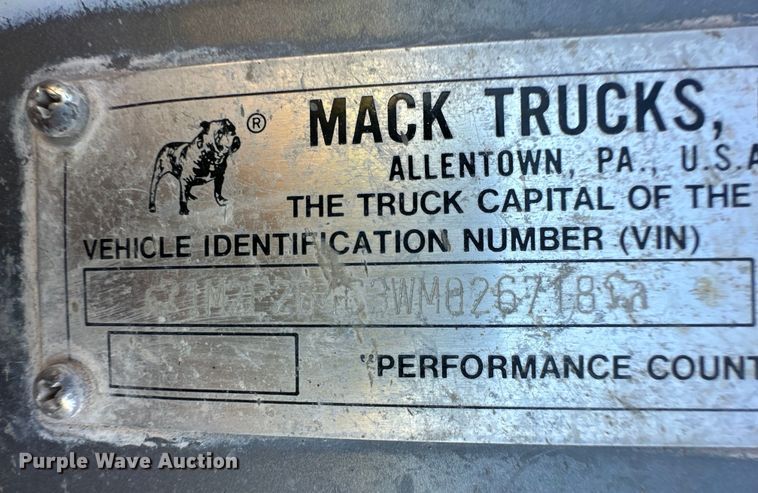 ®
MACK TRUCKS,
ALLENTOWN, PA., U.S.A
THE TRUCK CAPITAL OF THE
VEHICLE IDENTIFICATION NUMBER (VIN)
"PERFORMANCE COUNT
Purple Wave Auction